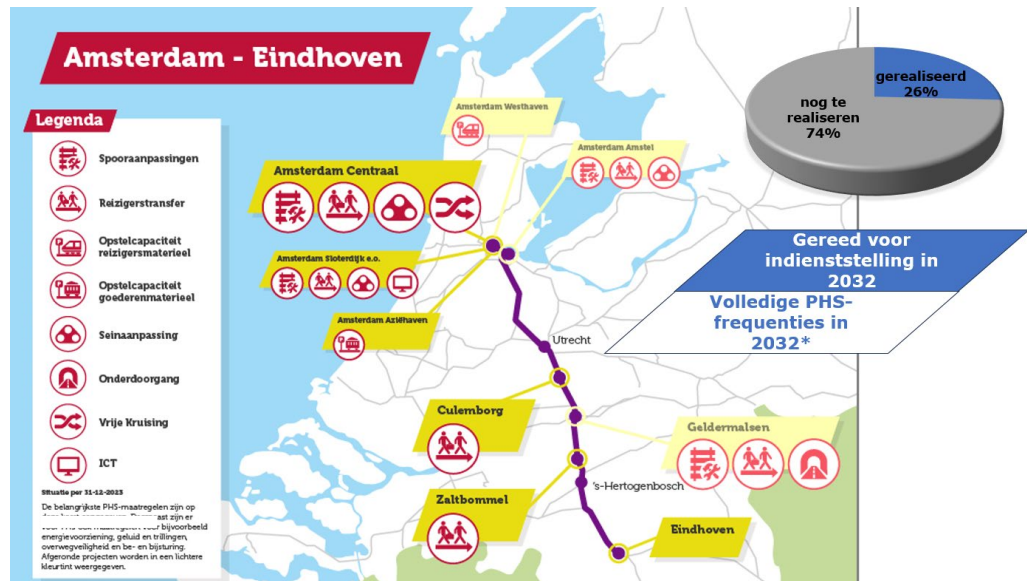 Amsterdam - Eindhoven
Legenda
Spooraanpassingen
Reizigerstransfer
Opstelcapaciteit
reizigersmaterieel
Opstelcapaciteit
goederenmaterieel
Seinaanpassing
Onderdoorgang
Vrije Kruising
ICT
Situatie per 31-12-2023
De belangrijkste PHS-maatregelen zijn op
energievoorziening, geluid en trillingen,
overwegveiligheid en be- en bijsturing.
Afgeronde projecten worden in een lichtere
kleurtint weergegeven.
Amsterdam Westhaven
Amsterdam Amstel
Amsterdam Centraal
Amsterdam Sloterdijk e.o.
Amsterdam Aziëhaven
Utrecht
Culemborg
Geldermalsen
Zaltbommel
's-Hertogenbosch
Eindhoven
gerealiseerd
26%
nog te
realiseren
74%
Gereed voor
indienststelling in
2032
Volledige PHS-
frequenties in
2032*